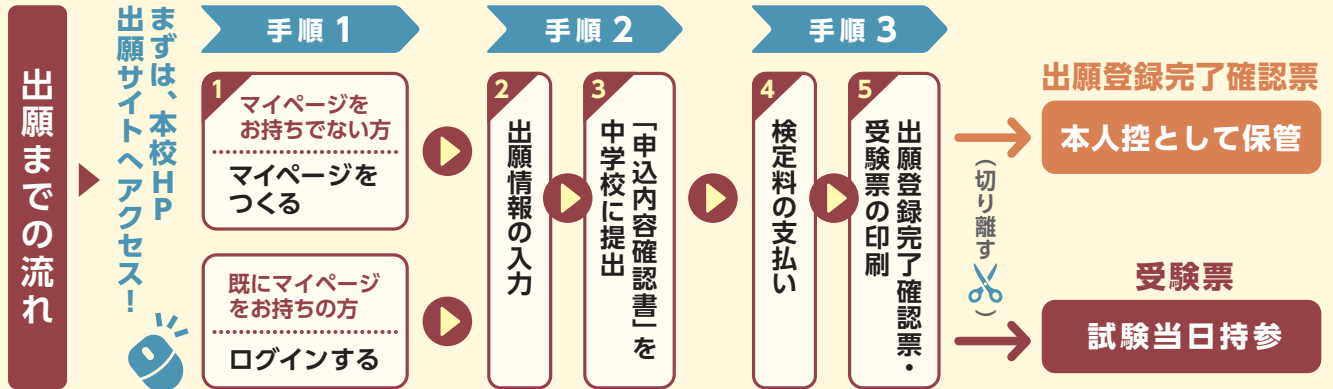 出願までの流れ
まずは、本校HP
出願サイトへアクセス！
手順 1
1
マイページを
お持ちでない方
マイページを
つくる
既にマイページ
をお持ちの方
ログインする
手順 2
2
出願情報の入力
3
「申込内容確認書」を
中学校に提出
手順 3
4
検定料の支払い
5
出願登録完了確認票・
受験票の印刷
（切り離す）
出願登録完了確認票
本人控として保管
受験票
試験当日持参